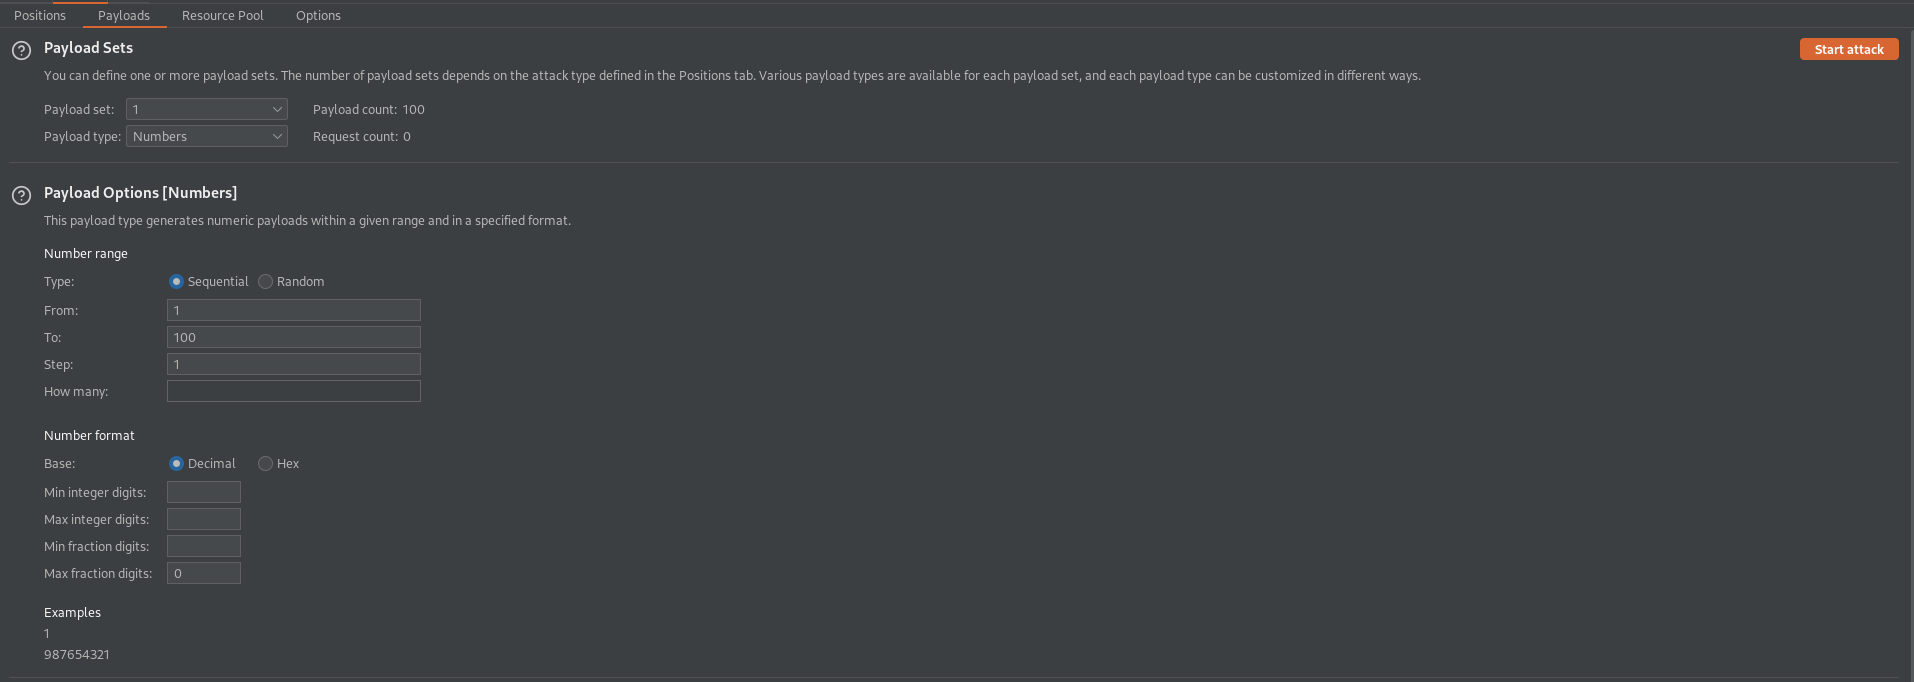 Positions Payloads Resource Pool Options
Payload Sets Start attack
You can define one or more payload sets. The number of payload sets depends on the attack type defined in the Positions tab. Various payload types are available for each payload set, and each payload type can be customized in different ways.
Payload set: 1 Payload count: 100
Payload type: Numbers Request count: 0
Payload Options [Numbers]
This payload type generates numeric payloads within a given range and in a specified format.
Number range
Type: Sequential Random
From: 1
To: 100
Step: 1
How many:
Number format
Base: Decimal Hex
Min integer digits:
Max integer digits:
Min fraction digits:
Max fraction digits: 0
Examples
1
987654321